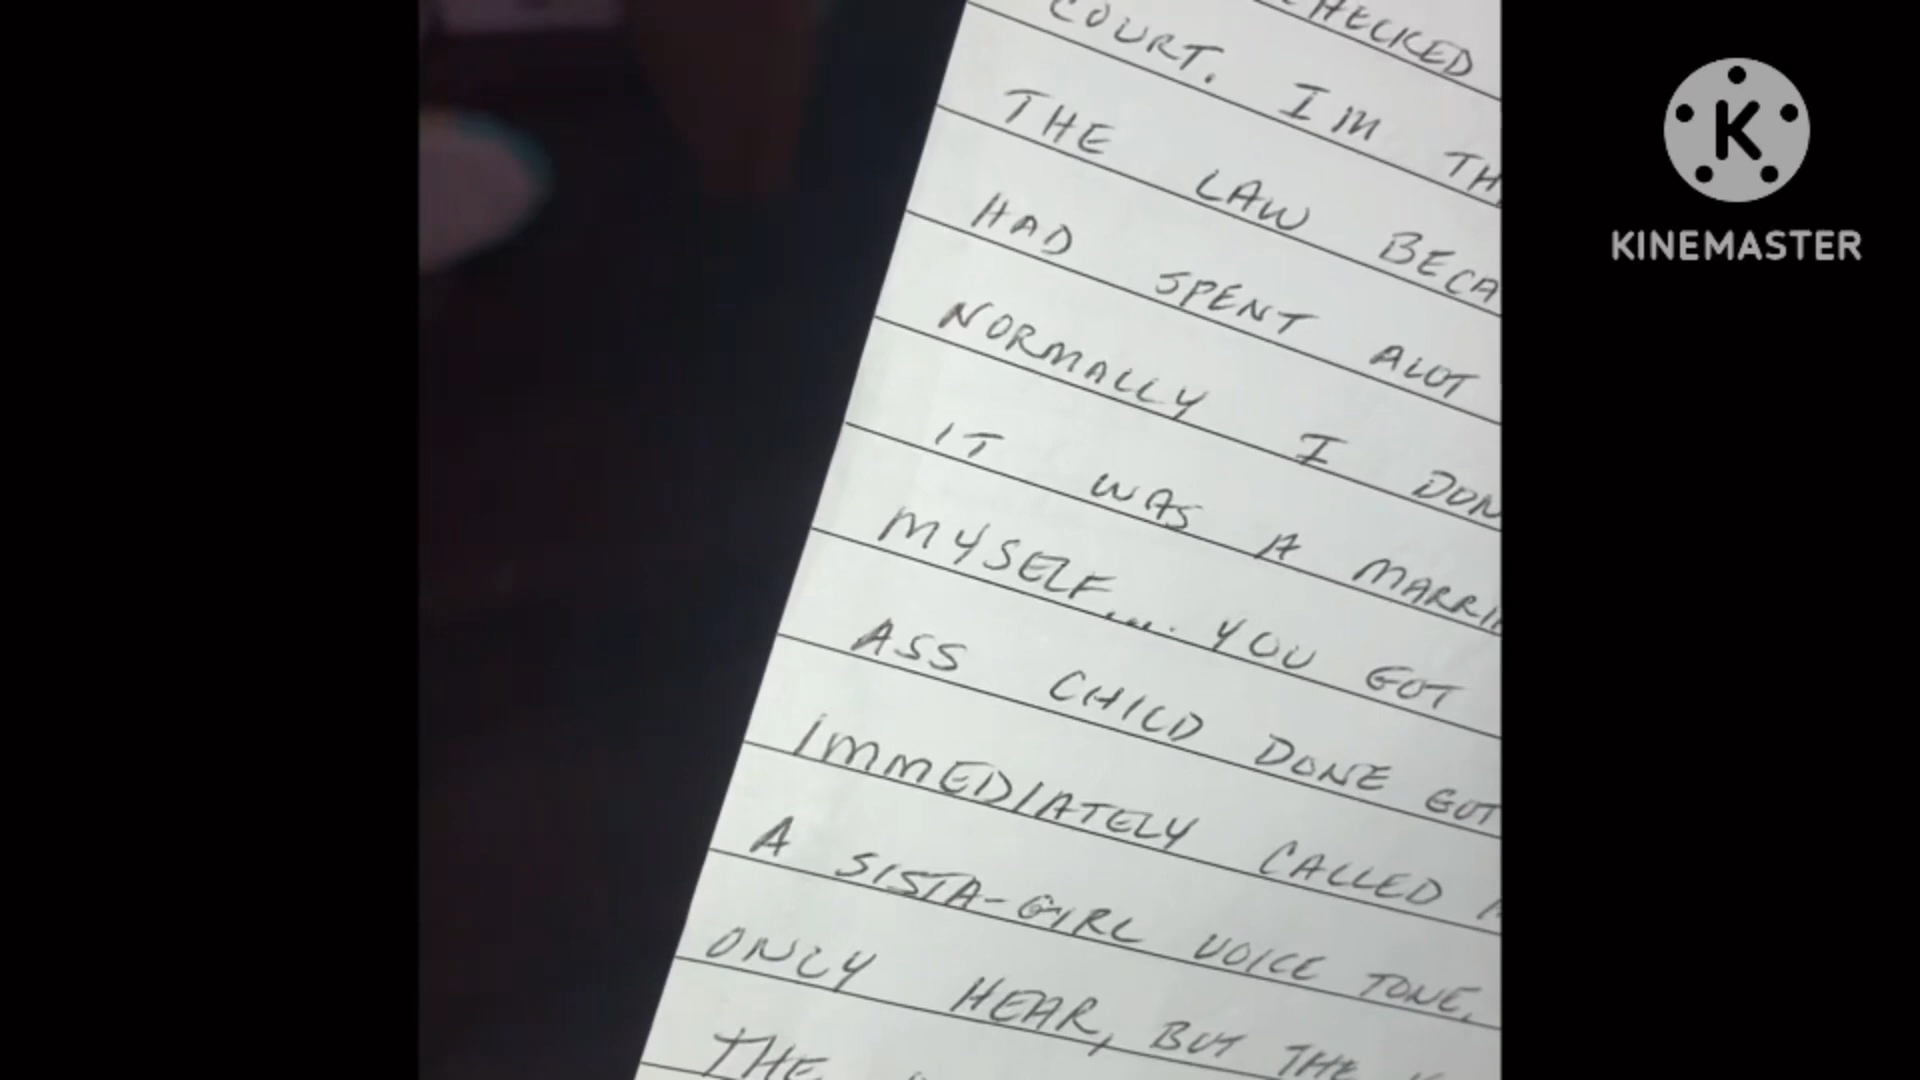 CHECKED
COURT. IM TH
THE LAW BECA
HAD SPENT ALOT
NORMALLY I DON
IT WAS A MARRI
MYSELF.... YOU GOT
ASS CHILD DONE GOT
IMMEDIATELY CALLED
A SISTA-GIRL VOICE TONE.
ONLY HEAR, BUT THE
THE
K
KINEMASTER